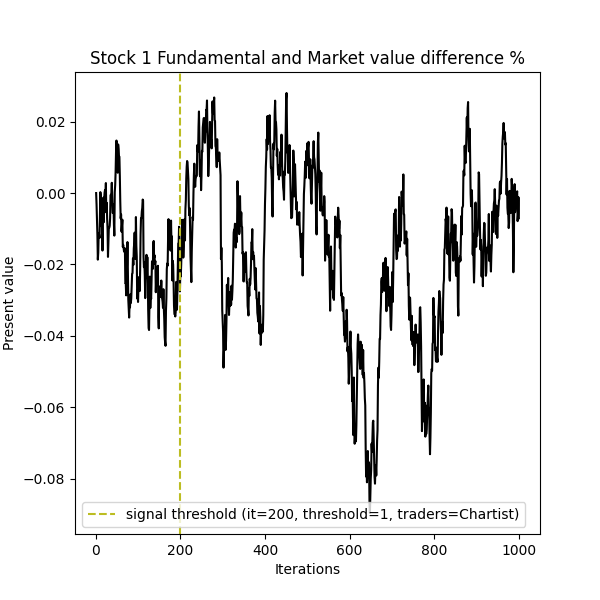 Stock 1 Fundamental and Market value difference %
0.02
0.00
−0.02
−0.04
−0.06
−0.08
Present value
signal threshold (it=200, threshold=1, traders=Chartist)
0 200 400 600 800 1000
Iterations